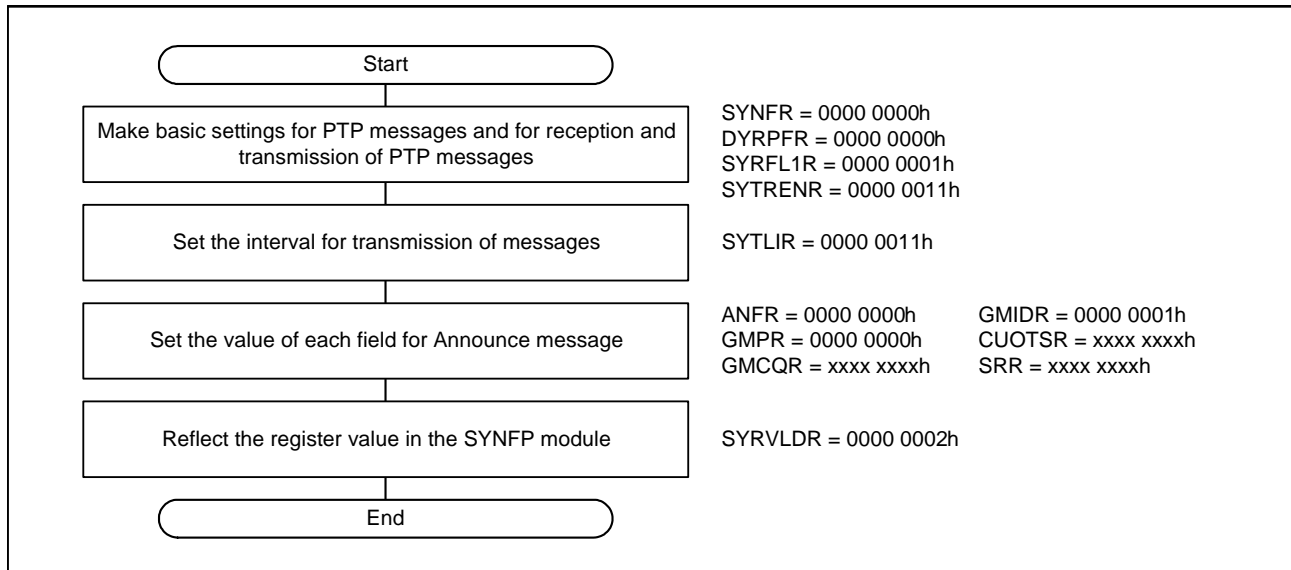 Start
Make basic settings for PTP messages and for reception and
transmission of PTP messages
SYNFR = 0000 0000h
DYRPFR = 0000 0000h
SYRFL1R = 0000 0001h
SYTRENR = 0000 0011h
Set the interval for transmission of messages
SYTLIR = 0000 0011h
Set the value of each field for Announce message
ANFR = 0000 0000h GMIDR = 0000 0001h
GMPR = 0000 0000h CUOTSR = xxxx xxxxh
GMCQR = xxxx xxxxh SRR = xxxx xxxxh
Reflect the register value in the SYNFP module
SYRVLDR = 0000 0002h
End